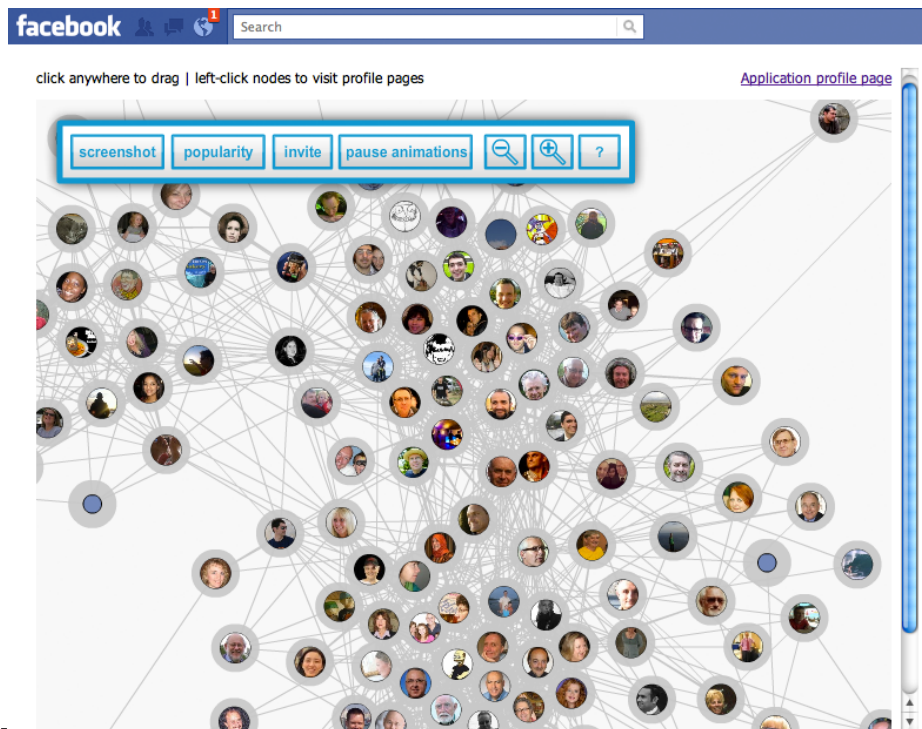 facebook
1
Search
click anywhere to drag | left-click nodes to visit profile pages
Application profile page
screenshot
popularity
invite
pause animations
?